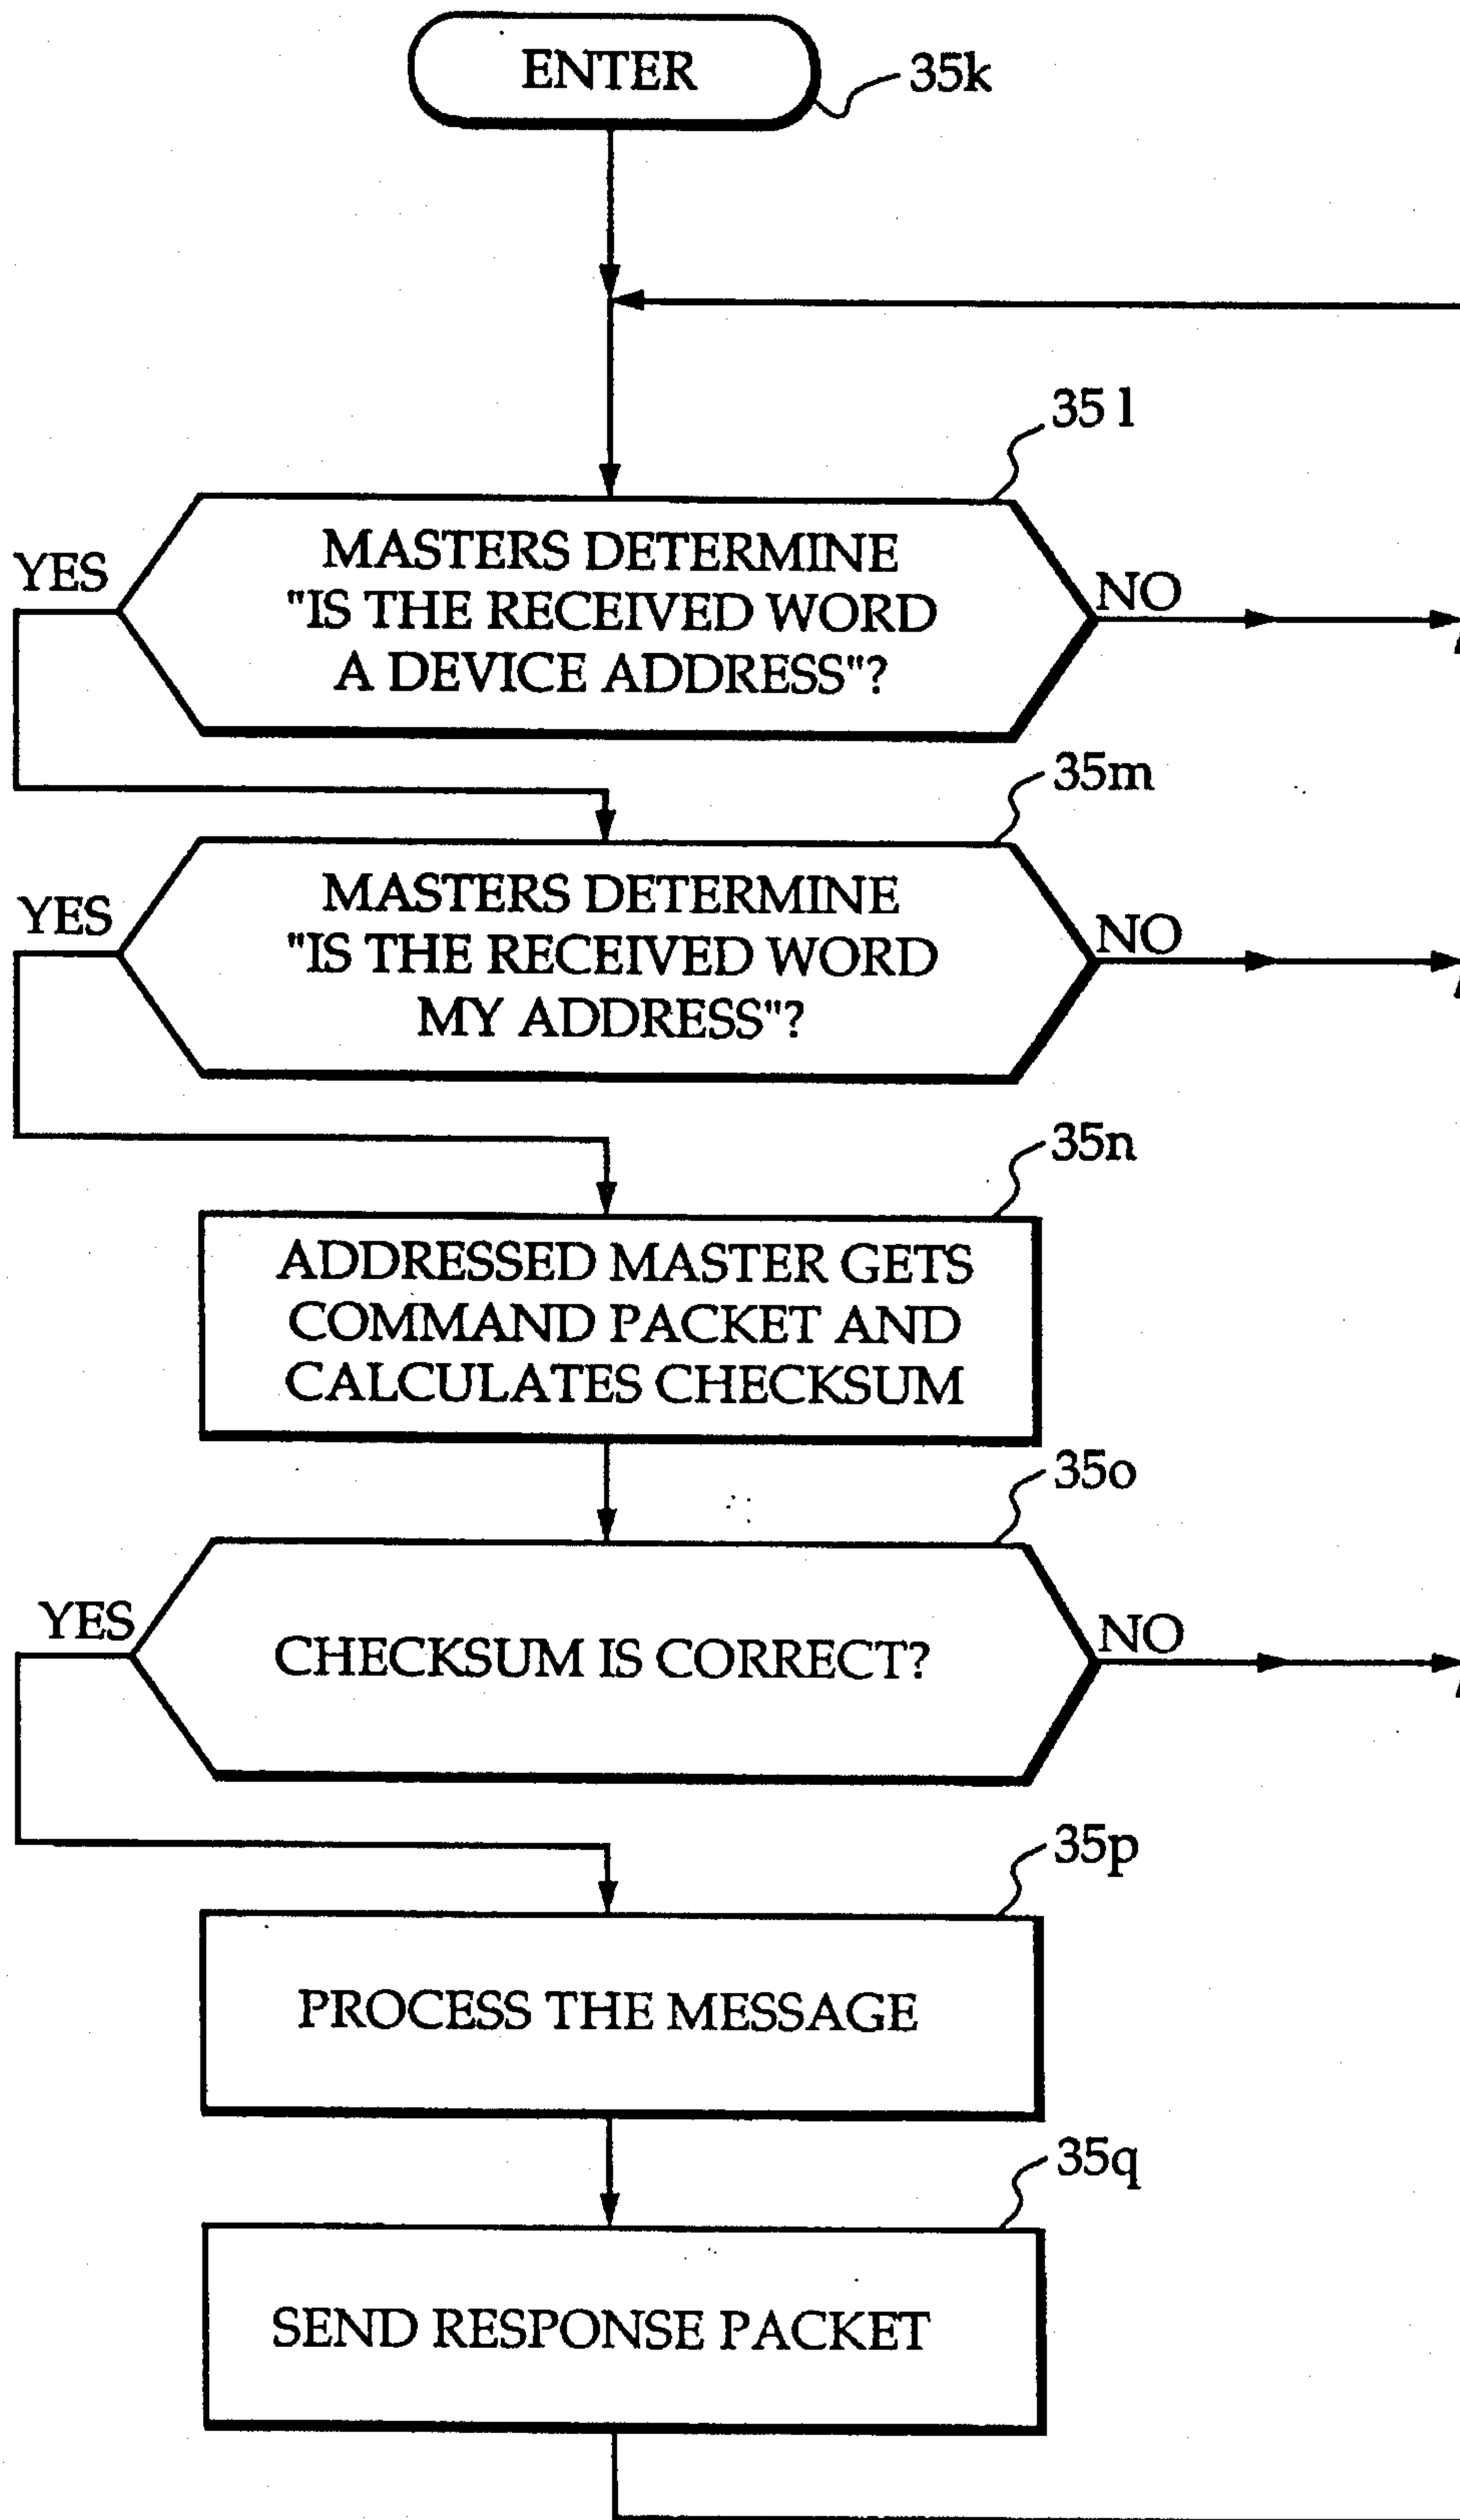 ENTER
35k
35l
MASTERS DETERMINE
"IS THE RECEIVED WORD
A DEVICE ADDRESS"?
YES
NO
35m
MASTERS DETERMINE
"IS THE RECEIVED WORD
MY ADDRESS"?
YES
NO
35n
ADDRESSED MASTER GETS
COMMAND PACKET AND
CALCULATES CHECKSUM
35o
YES
CHECKSUM IS CORRECT?
NO
35p
PROCESS THE MESSAGE
35q
SEND RESPONSE PACKET